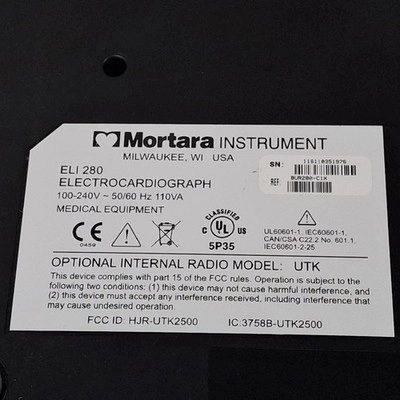 Mortara INSTRUMENT
MILWAUKEE, WI USA
SN: 116110351976
REF: BUR280-C1X
ELI 280
ELECTROCARDIOGRAPH
100-240V ~ 50/60 Hz 110VA
MEDICAL EQUIPMENT
CE
0459
CLASSIFIED
C UL US
5P35
UL60601-1, IEC60601-1,
CAN/CSA C22.2 No. 601.1,
IEC60601-2-25
OPTIONAL INTERNAL RADIO MODEL: UTK
This device complies with part 15 of the FCC rules. Operation is subject to the
following two conditions: (1) This device may not cause harmful interference, and
(2) this device must accept any interference received, including interference that
may cause undesired operation.
FCC ID: HJR-UTK2500 IC:3758B-UTK2500